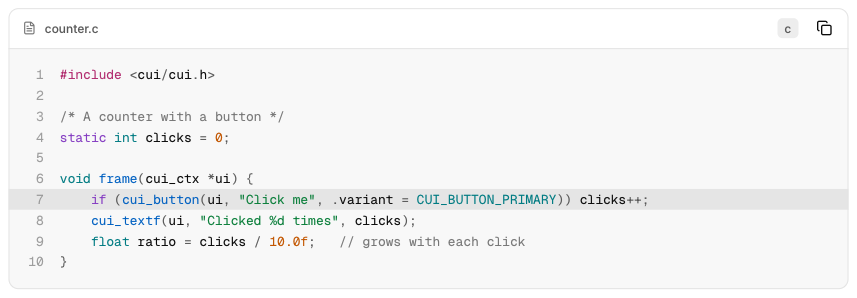 counter.c
c
1 #include <cui/cui.h>
2
3 /* A counter with a button */
4 static int clicks = 0;
5
6 void frame(cui_ctx *ui) {
7     if (cui_button(ui, "Click me", .variant = CUI_BUTTON_PRIMARY)) clicks++;
8     cui_textf(ui, "Clicked %d times", clicks);
9     float ratio = clicks / 10.0f;   // grows with each click
10 }